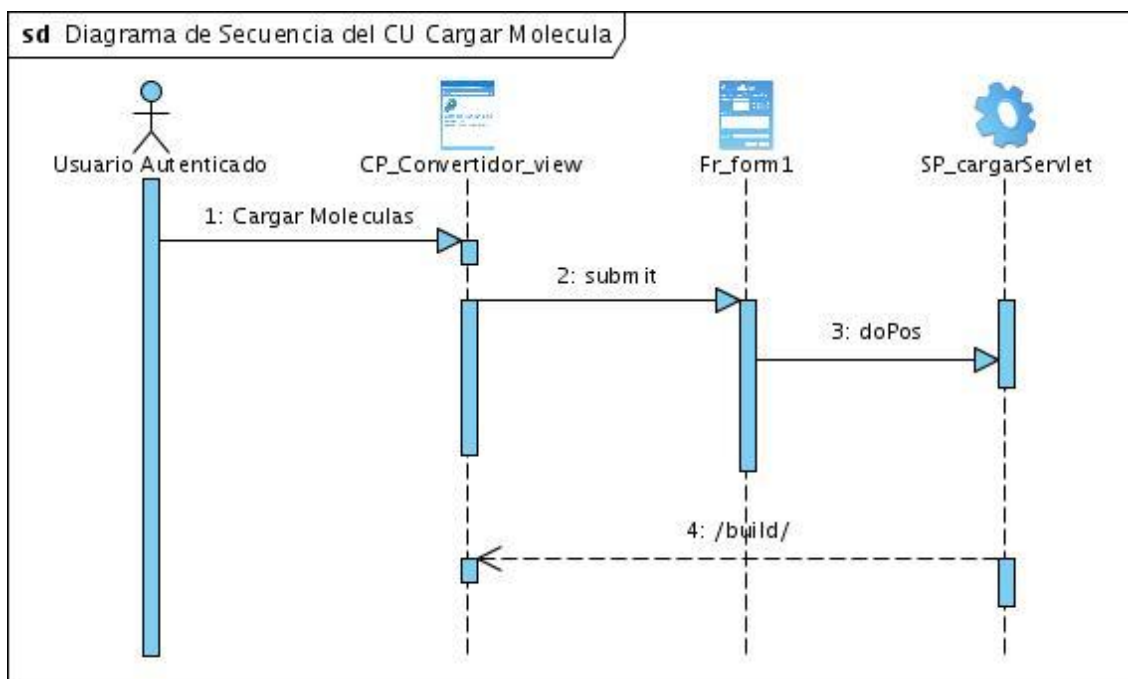 sd Diagrama de Secuencia del CU Cargar Molecula
Usuario Autenticado
CP_Convertidor_view
Fr_form1
SP_cargarServlet
1: Cargar Moleculas
2: submit
3: doPos
4: /build/